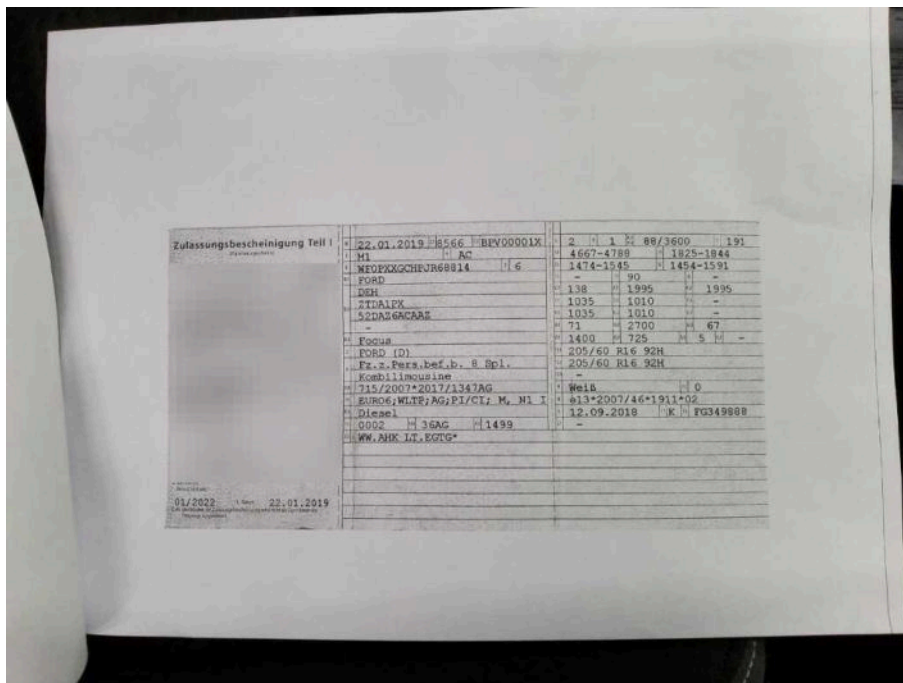 Zulassungsbescheinigung Teil I
01/2022 22.01.2019
22.01.2019 8566 BPV00001X
M1 AC
WF0PXXGCHPJR68814 6
FORD
DEH
ZTDA1PX
52DAZ6ACAAZ
-
Focus
FORD (D)
Fz.z.Pers.bef.b. 8 Spl.
Kombilimousine
715/2007*2017/1347AG
EURO6;WLTP;AG;PI/CI; M, N1 I
Diesel
0002 36AG 1499
WW.AHK LT.EGTG*
2 1 88/3600 191
4667-4789 1825-1844
1474-1545 1454-1591
- 90 -
138 1995 1995
1035 1010 -
1035 1010 -
71 2700 67
1400 725 5 -
205/60 R16 92H
205/60 R16 92H
-
Weiß 0
e13*2007/46*1911*02
12.09.2018 K FG349888
-